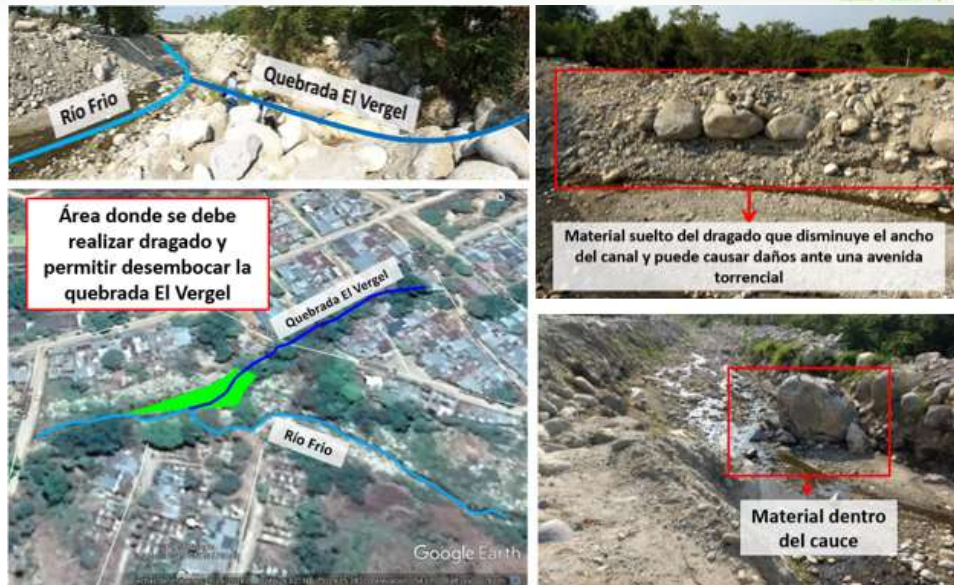 Río Frio
Quebrada El Vergel
Área donde se debe
realizar dragado y
permitir desembocar la
quebrada El Vergel
Quebrada El Vergel
Río Frio
Google Earth
Material suelto del dragado que disminuye el ancho
del canal y puede causar daños ante una avenida
torrencial
Material dentro
del cauce